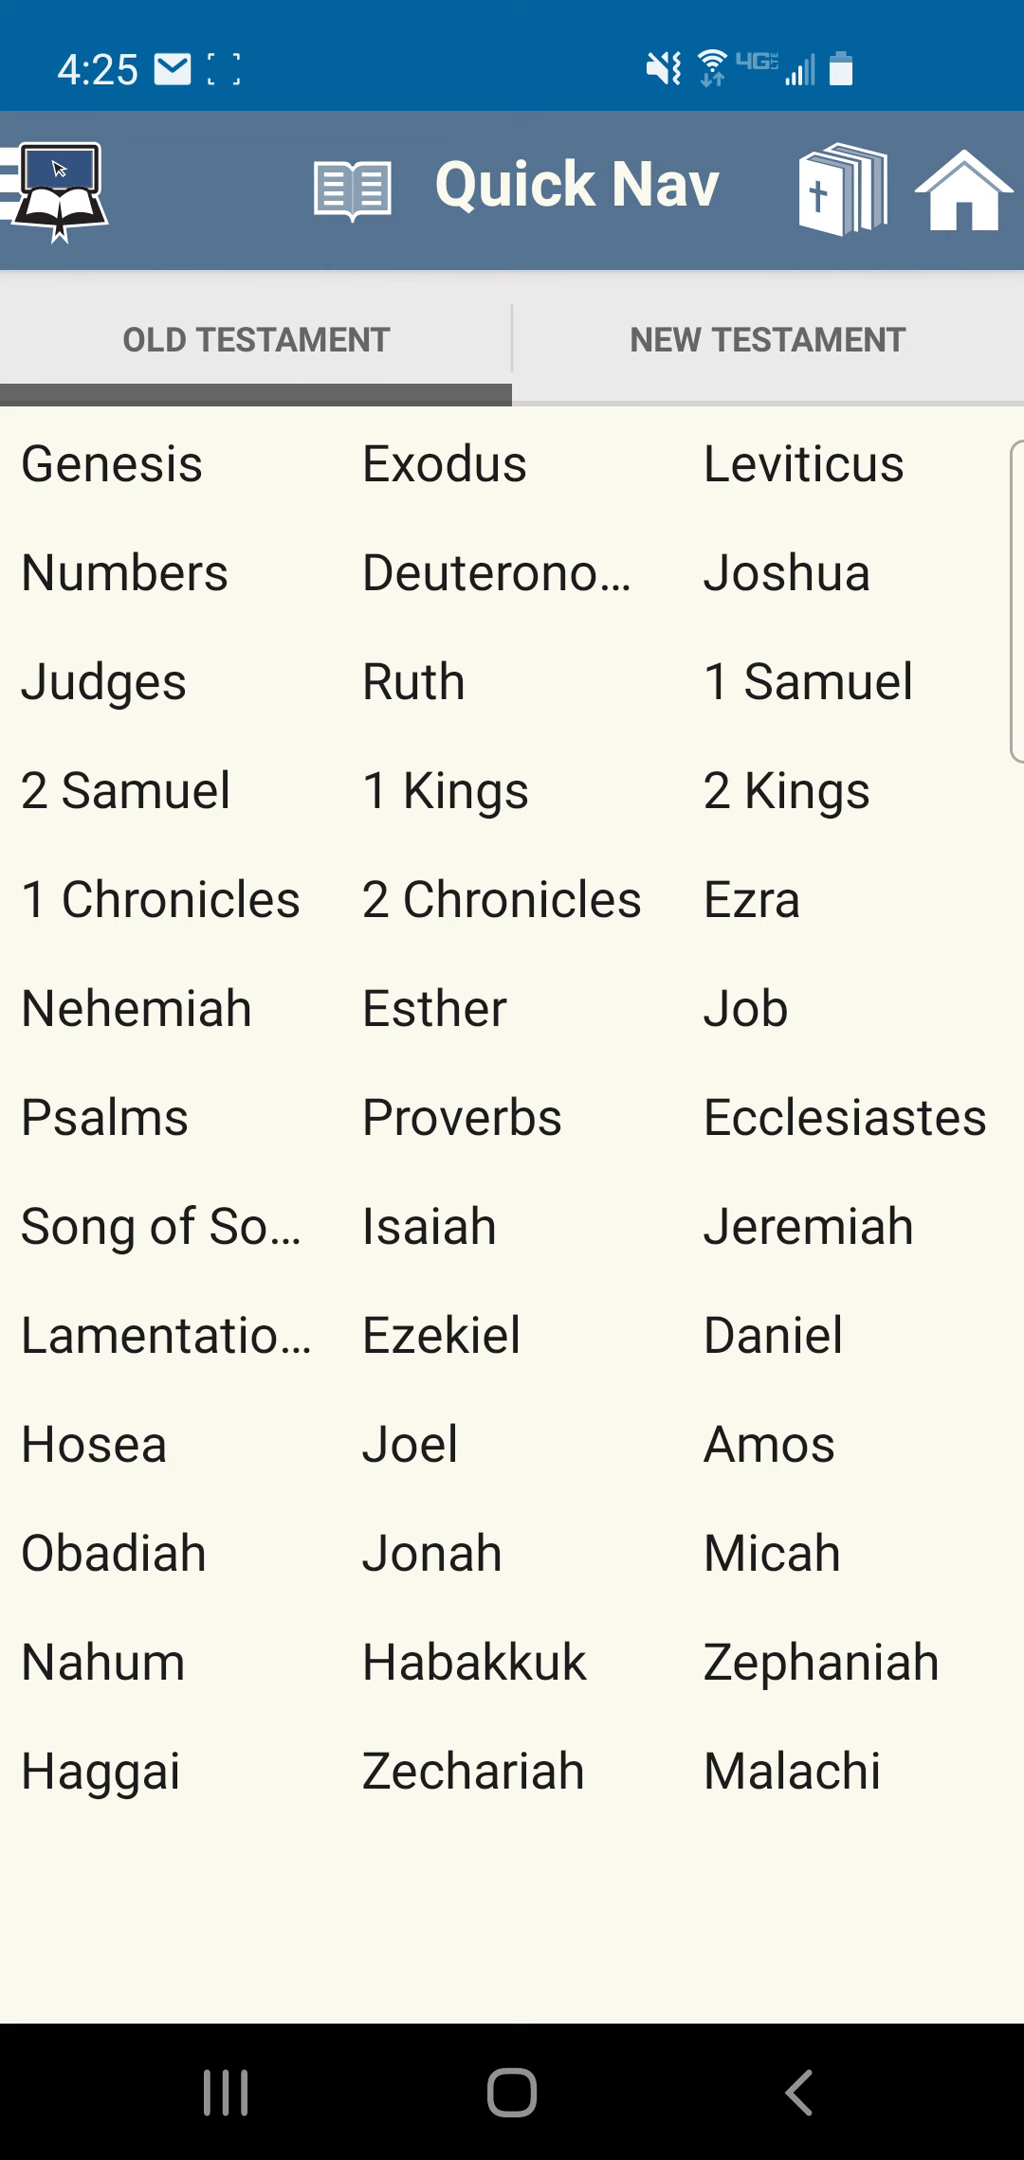 4:25 4G LTE
Quick Nav
OLD TESTAMENT NEW TESTAMENT
Genesis Exodus Leviticus
Numbers Deuterono... Joshua
Judges Ruth 1 Samuel
2 Samuel 1 Kings 2 Kings
1 Chronicles 2 Chronicles Ezra
Nehemiah Esther Job
Psalms Proverbs Ecclesiastes
Song of So... Isaiah Jeremiah
Lamentatio... Ezekiel Daniel
Hosea Joel Amos
Obadiah Jonah Micah
Nahum Habakkuk Zephaniah
Haggai Zechariah Malachi